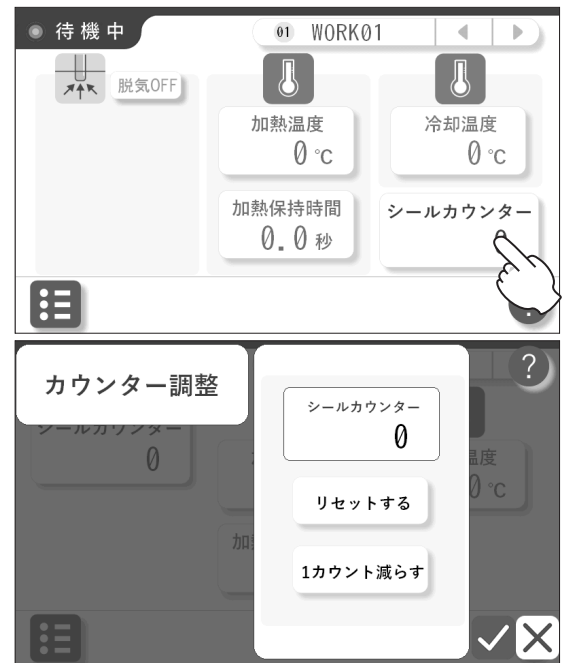 待機中
01 WORK01
脱気OFF
加熱温度
0 ℃
冷却温度
0 ℃
加熱保持時間
0.0 秒
シールカウンター
カウンター調整
?
シールカウンター
0
シールカウンター
0
温度
0 ℃
リセットする
加
1カウント減らす